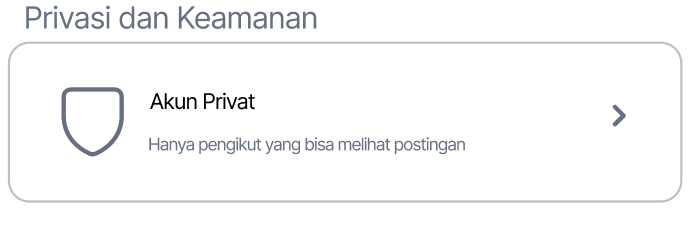 Privasi dan Keamanan
Akun Privat
Hanya pengikut yang bisa melihat postingan